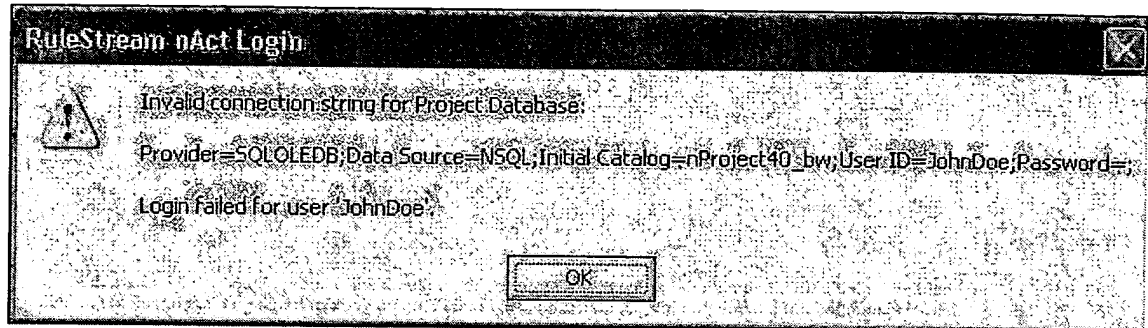 RuleStream nAct Login
Invalid connection string for Project Database:
Provider=SQLOLEDB;Data Source=NSQL;Initial Catalog=nProject40_bw;User ID=JohnDoe;Password=;
Login failed for user 'JohnDoe'.
OK